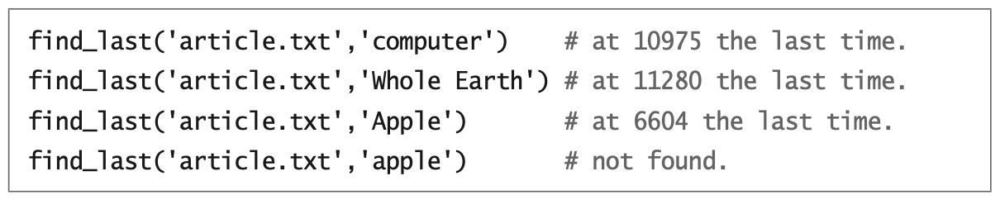 find_last('article.txt','computer')    # at 10975 the last time.
find_last('article.txt','Whole Earth') # at 11280 the last time.
find_last('article.txt','Apple')       # at 6604 the last time.
find_last('article.txt','apple')       # not found.